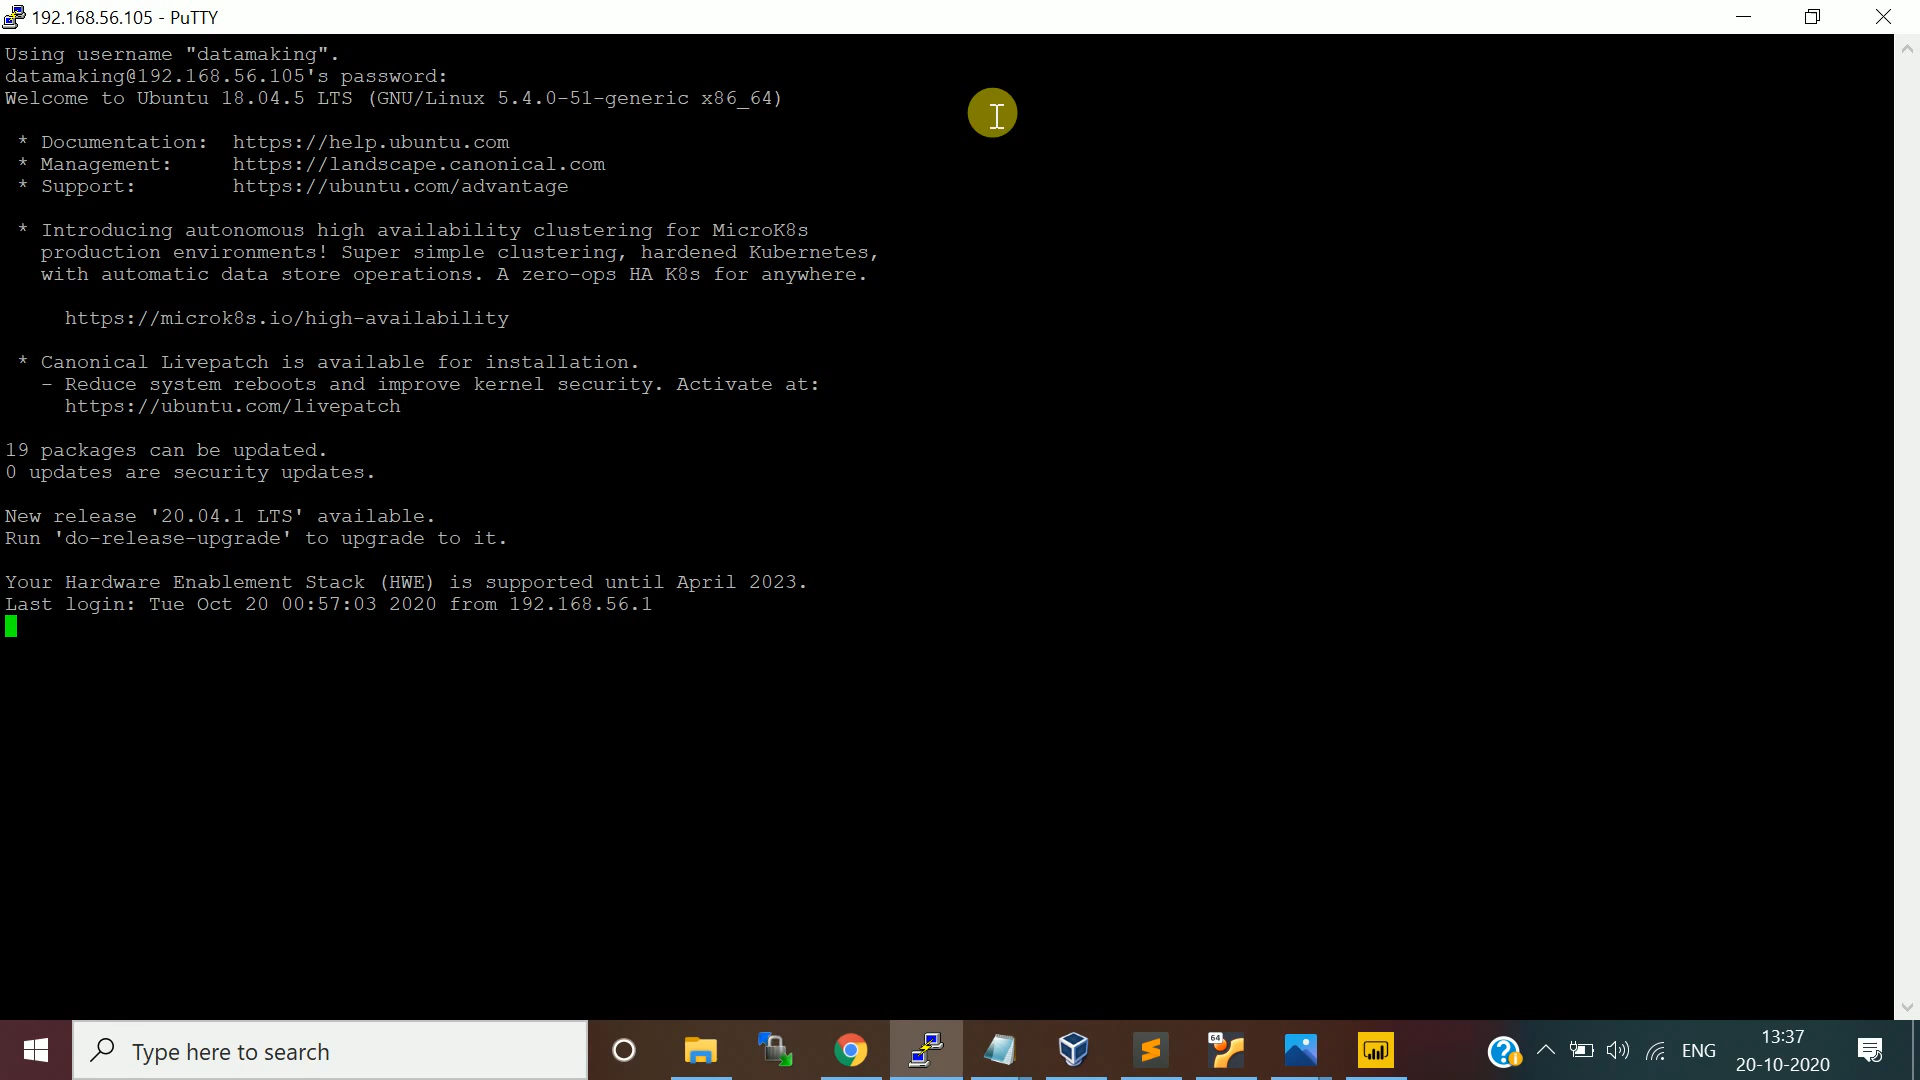 192.168.56.105 - PuTTY
Using username "datamaking".
datamaking@192.168.56.105's password:
Welcome to Ubuntu 18.04.5 LTS (GNU/Linux 5.4.0-51-generic x86_64)
* Documentation: https://help.ubuntu.com
* Management: https://landscape.canonical.com
* Support: https://ubuntu.com/advantage
* Introducing autonomous high availability clustering for MicroK8s
production environments! Super simple clustering, hardened Kubernetes,
with automatic data store operations. A zero-ops HA K8s for anywhere.
https://microk8s.io/high-availability
* Canonical Livepatch is available for installation.
- Reduce system reboots and improve kernel security. Activate at:
https://ubuntu.com/livepatch
19 packages can be updated.
0 updates are security updates.
New release '20.04.1 LTS' available.
Run 'do-release-upgrade' to upgrade to it.
Your Hardware Enablement Stack (HWE) is supported until April 2023.
Last login: Tue Oct 20 00:57:03 2020 from 192.168.56.1
Type here to search
64
ENG
13:37
20-10-2020